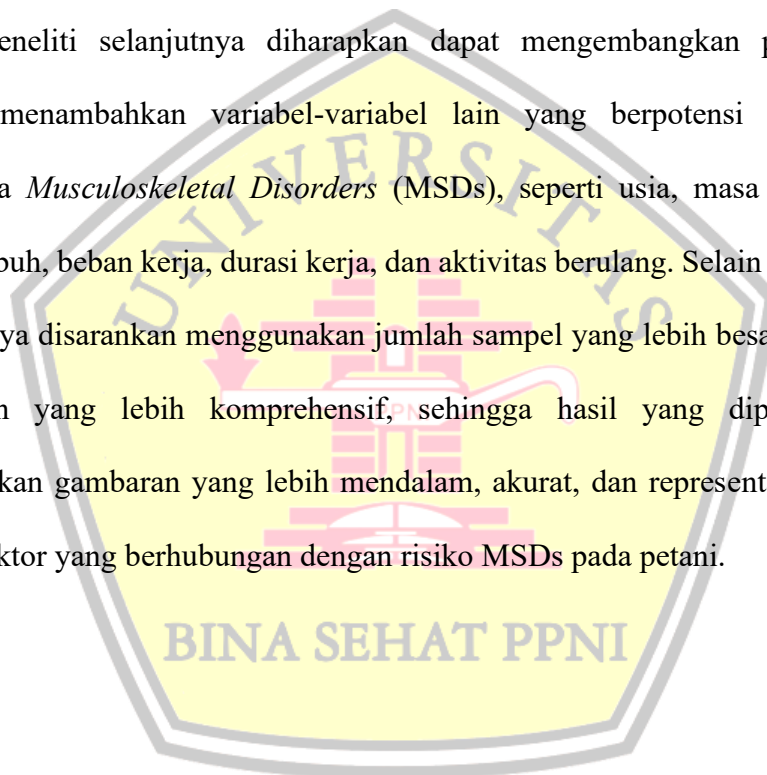 eneliti selanjutnya diharapkan dapat mengembangkan p
menambahkan variabel-variabel lain yang berpotensi
a Musculoskeletal Disorders (MSDs), seperti usia, masa
buh, beban kerja, durasi kerja, dan aktivitas berulang. Selain
ya disarankan menggunakan jumlah sampel yang lebih besa
n yang lebih komprehensif, sehingga hasil yang dip
kan gambaran yang lebih mendalam, akurat, dan represent
ktor yang berhubungan dengan risiko MSDs pada petani.
UNIVERSITAS
PPNI
BINA SEHAT PPNI